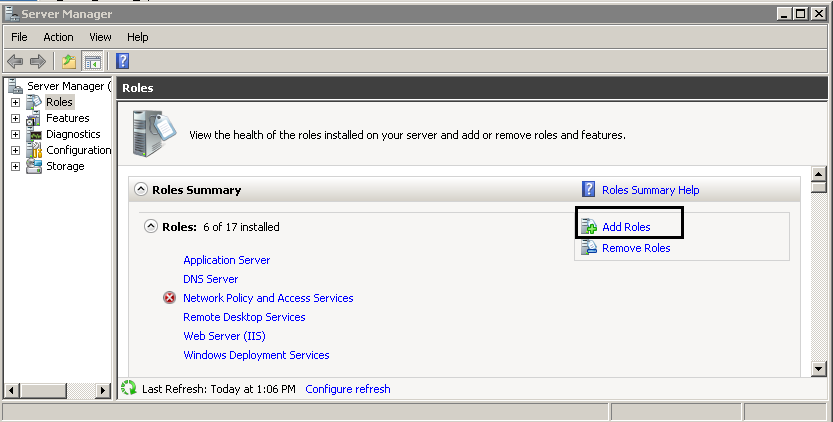 Server Manager
File Action View Help
Server Manager (
Roles
Features
Diagnostics
Configuration
Storage
Roles
View the health of the roles installed on your server and add or remove roles and features.
Roles Summary
Roles Summary Help
Roles: 6 of 17 installed
Add Roles
Remove Roles
Application Server
DNS Server
Network Policy and Access Services
Remote Desktop Services
Web Server (IIS)
Windows Deployment Services
Last Refresh: Today at 1:06 PM Configure refresh